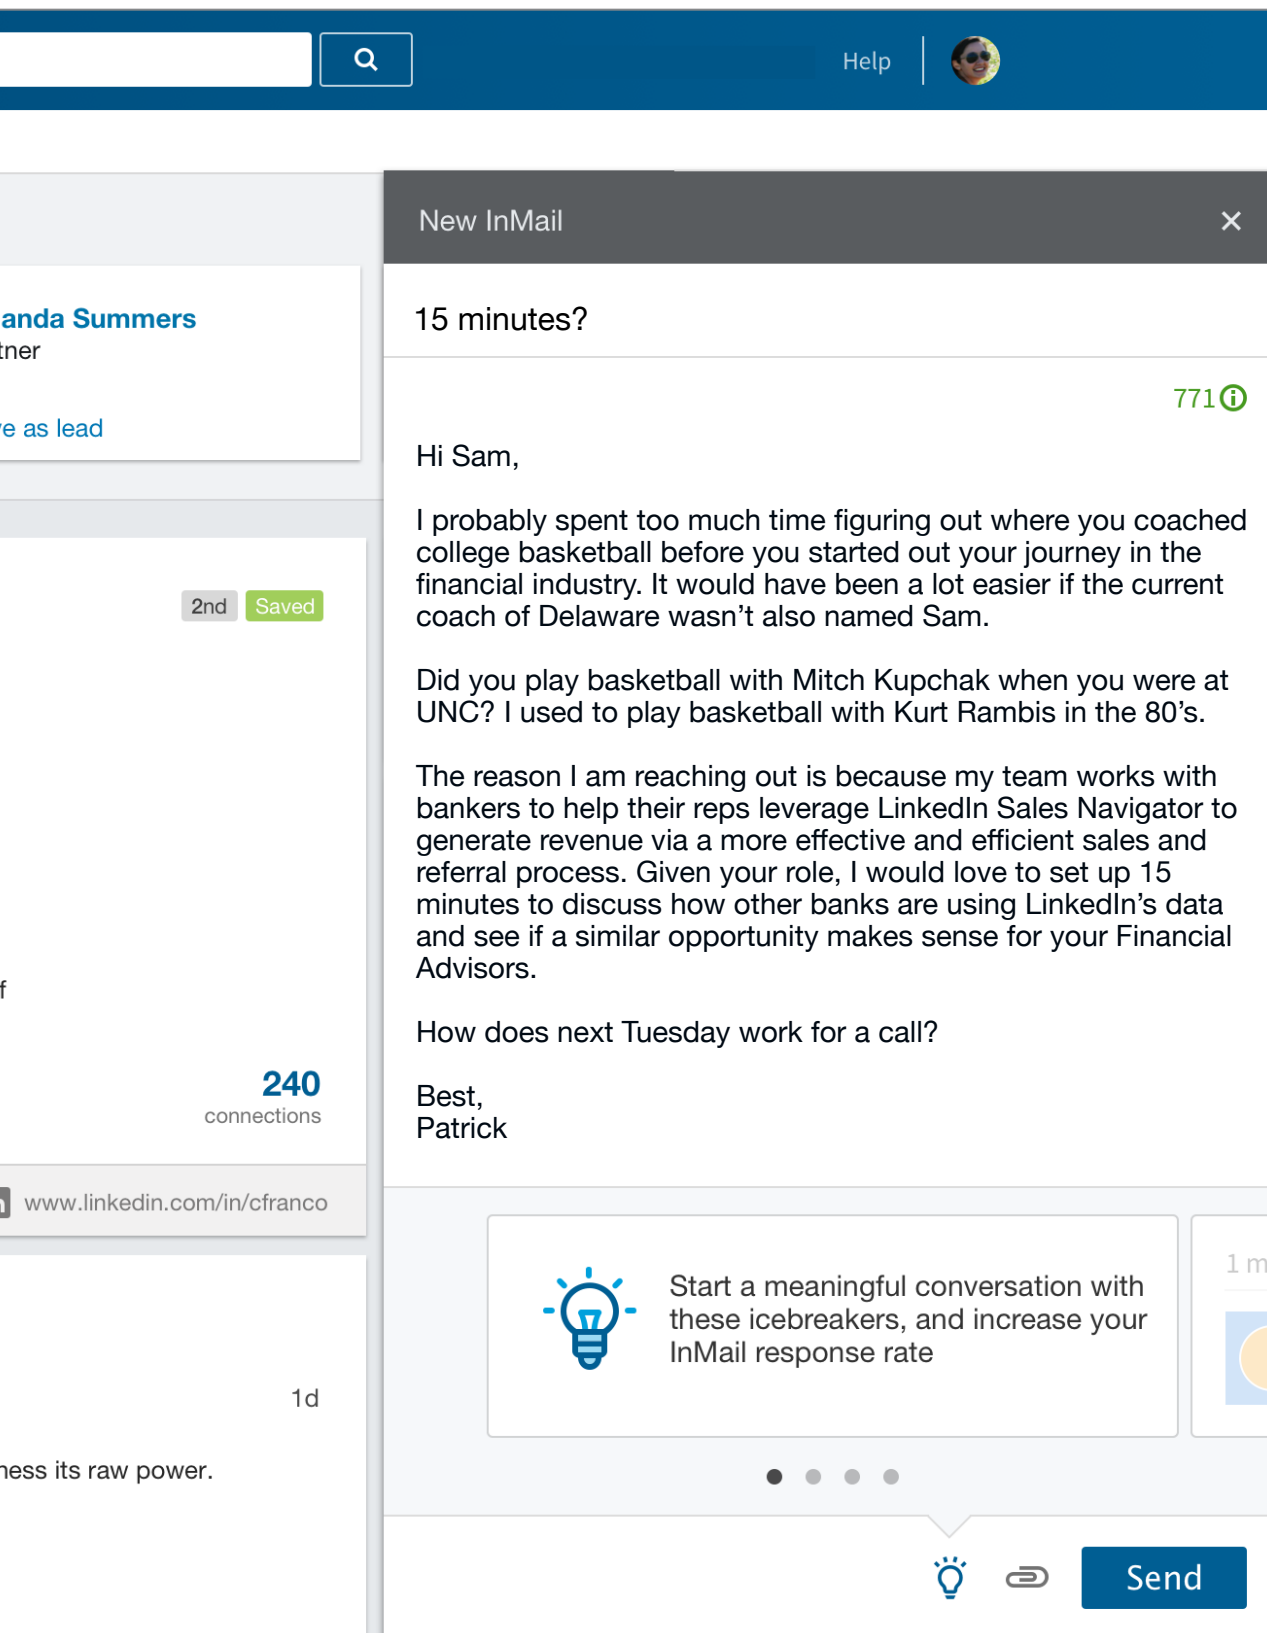 Help
New InMail
15 minutes?
anda Summers
tner
e as lead
771
Hi Sam,
I probably spent too much time figuring out where you coached
college basketball before you started out your journey in the
financial industry. It would have been a lot easier if the current
coach of Delaware wasn’t also named Sam.
2nd Saved
Did you play basketball with Mitch Kupchak when you were at
UNC? I used to play basketball with Kurt Rambis in the 80’s.
The reason I am reaching out is because my team works with
bankers to help their reps leverage LinkedIn Sales Navigator to
generate revenue via a more effective and efficient sales and
referral process. Given your role, I would love to set up 15
minutes to discuss how other banks are using LinkedIn’s data
and see if a similar opportunity makes sense for your Financial
Advisors.
f
How does next Tuesday work for a call?
Best,
Patrick
240
connections
www.linkedin.com/in/cfranco
Start a meaningful conversation with
these icebreakers, and increase your
InMail response rate
1 m
1d
ness its raw power.
Send